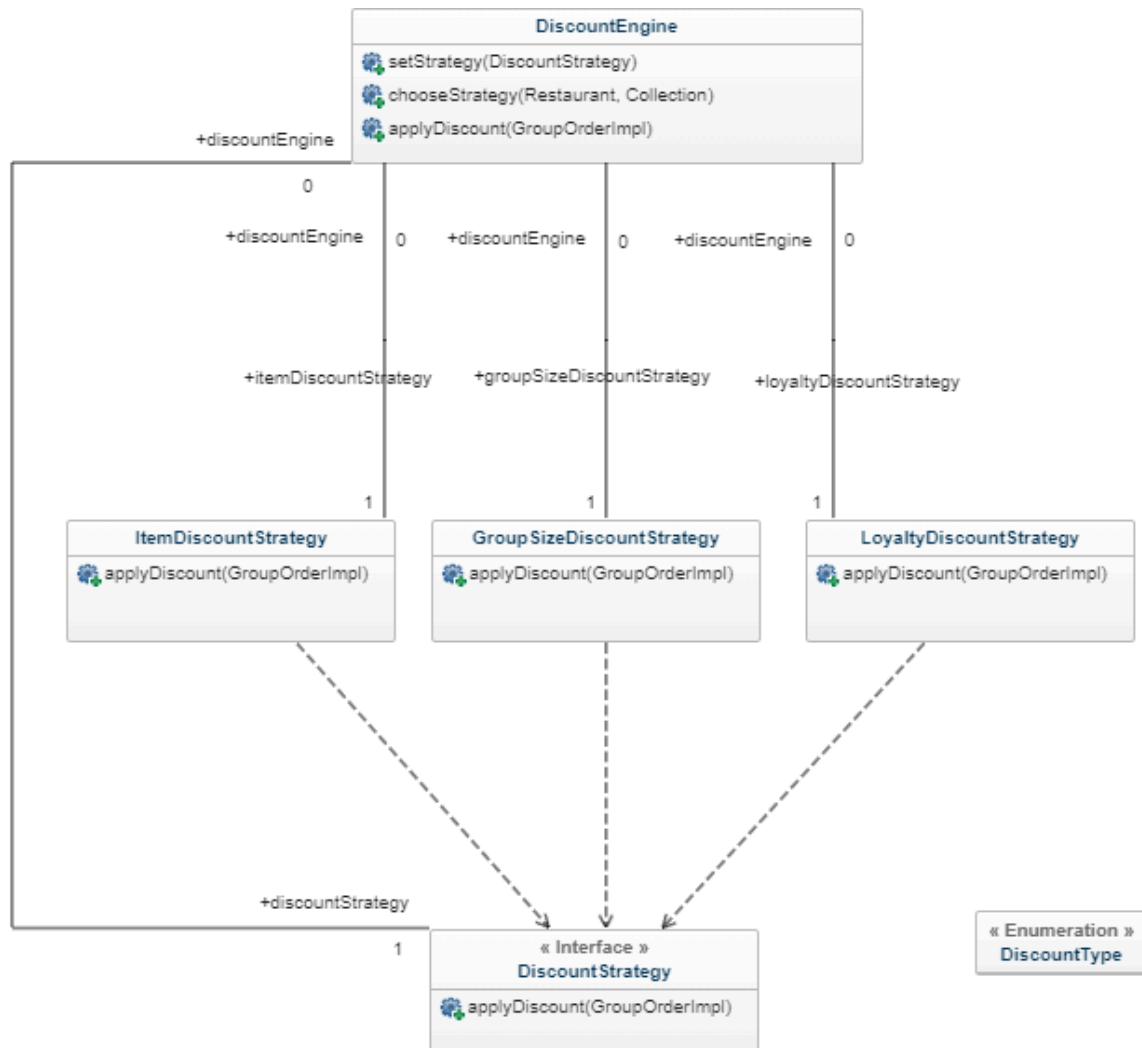 DiscountEngine
setStrategy(DiscountStrategy)
chooseStrategy(Restaurant, Collection)
applyDiscount(GroupOrderImpl)
+discountEngine
0
+discountEngine
0
+discountEngine
0
+discountEngine
0
+itemDiscountStrategy
+groupSizeDiscountStrategy
+loyaltyDiscountStrategy
1
1
1
ItemDiscountStrategy
applyDiscount(GroupOrderImpl)
GroupSizeDiscountStrategy
applyDiscount(GroupOrderImpl)
LoyaltyDiscountStrategy
applyDiscount(GroupOrderImpl)
+discountStrategy
1
« Interface »
DiscountStrategy
applyDiscount(GroupOrderImpl)
« Enumeration »
DiscountType